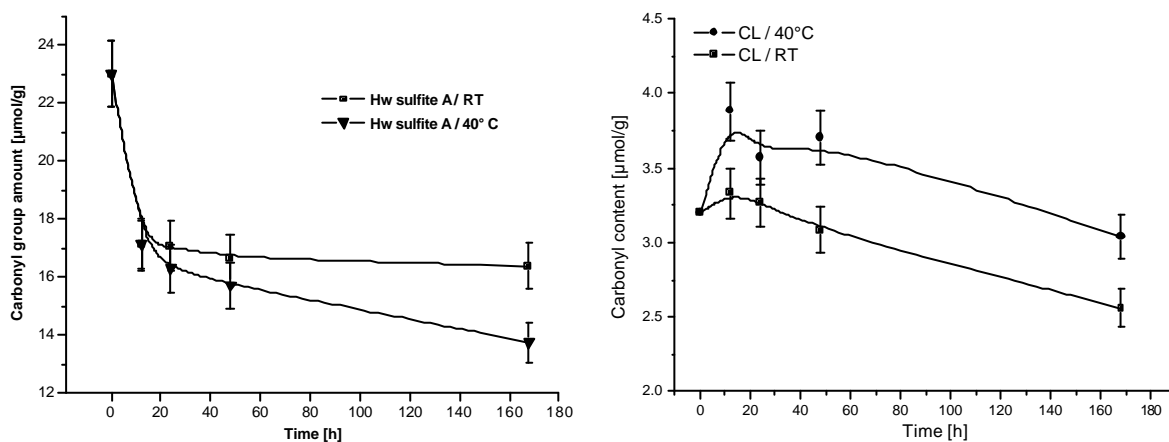 Carbonyl group amount [µmol/g]
24
22
20
18
16
14
12
Hw sulfite A / RT
Hw sulfite A / 40° C
0 20 40 60 80 100 120 140 160 180
Time [h]
Carbonyl content [µmol/g]
4.5
4.0
3.5
3.0
2.5
2.0
CL / 40°C
CL / RT
0 20 40 60 80 100 120 140 160 180
Time [h]